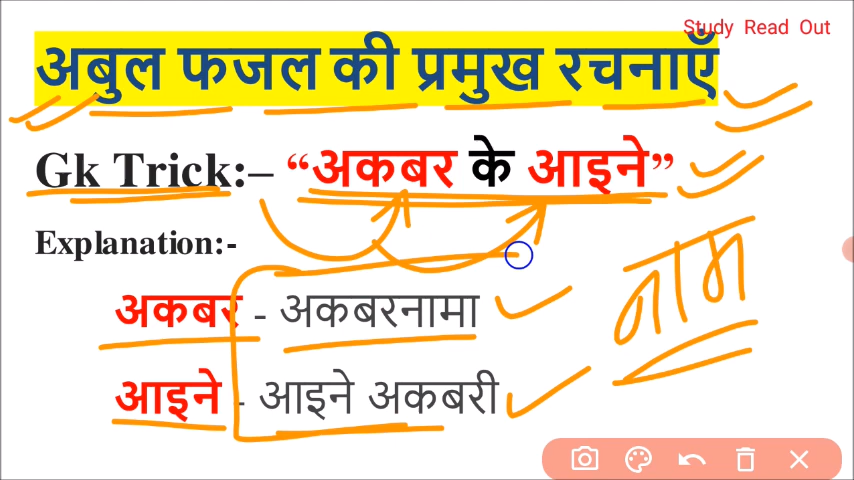 Study Read Out
अबुल फजल की प्रमुख रचनाएँ
Gk Trick:– “अकबर के आइने”
Explanation:-
अकबर - अकबरनामा
नाम
आइने - आइने अकबरी